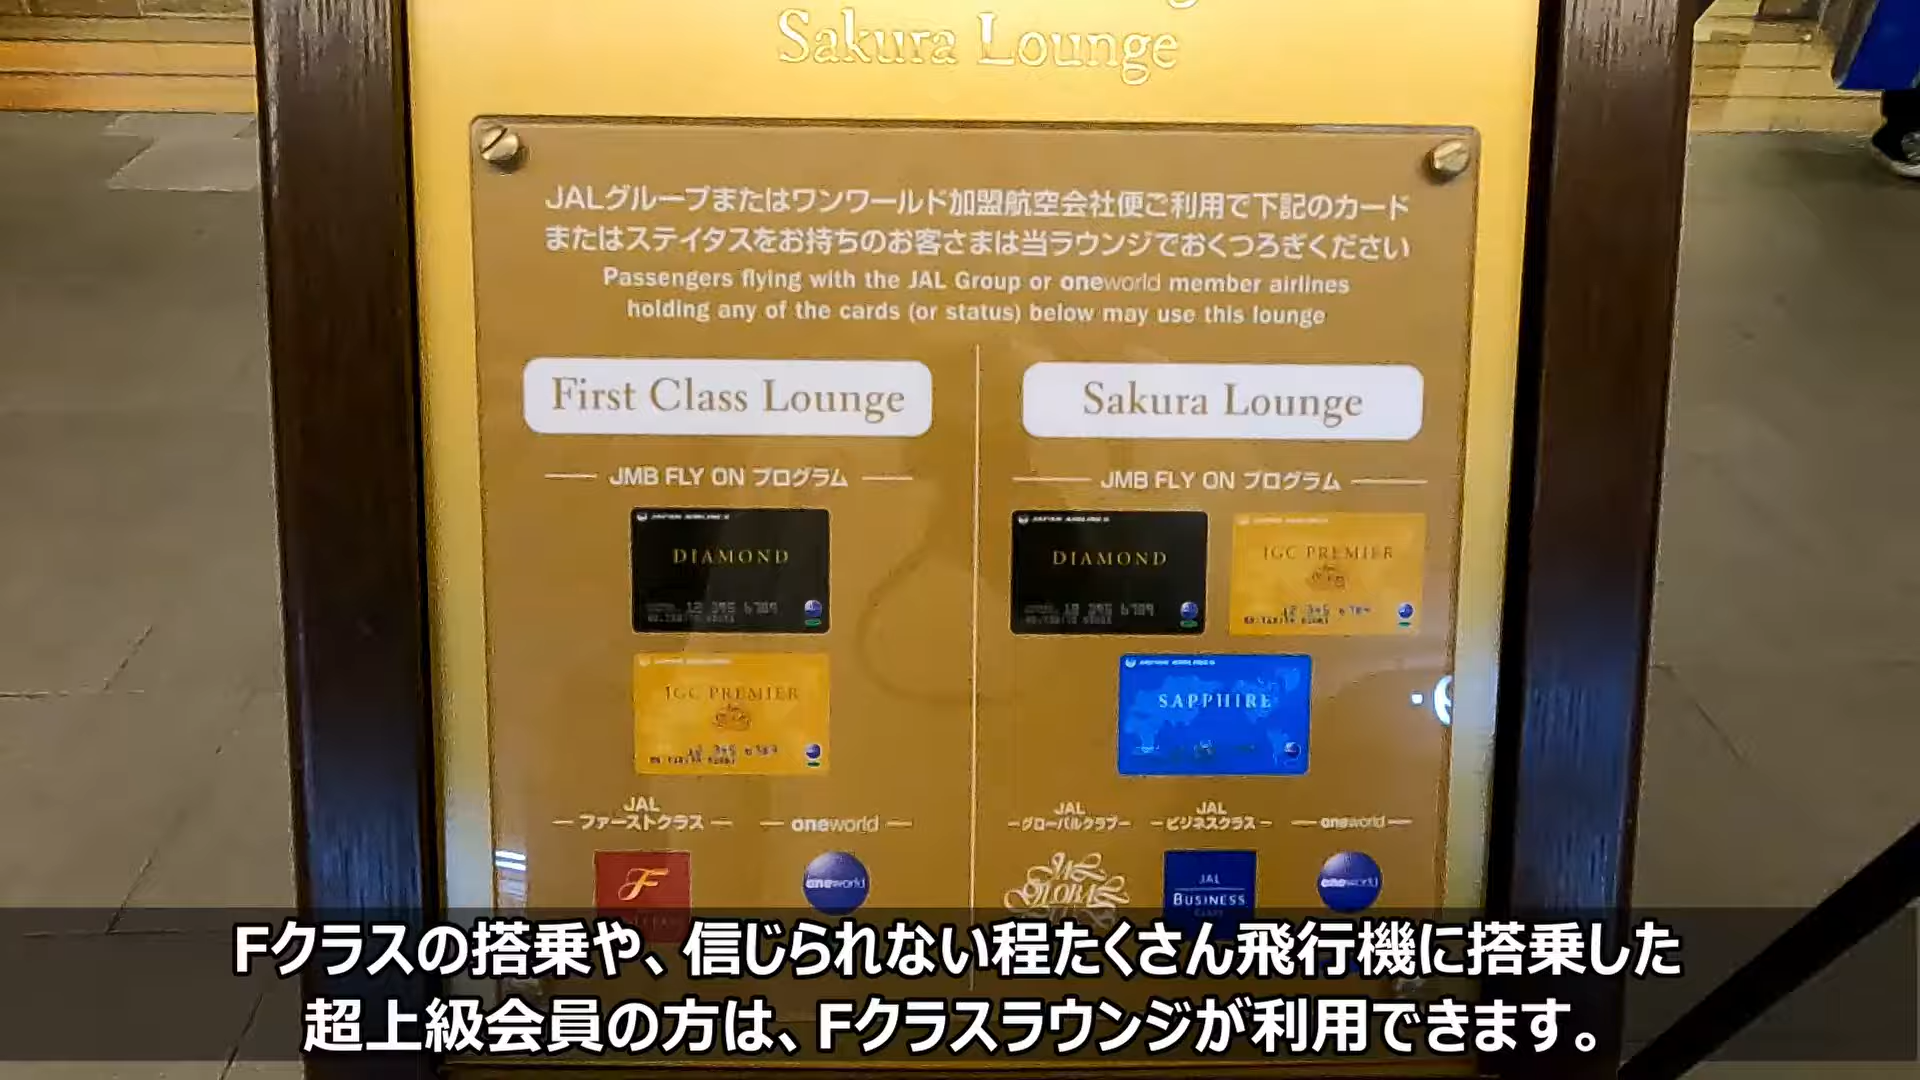 Sakura Lounge
JALグループまたはワンワールド加盟航空会社便ご利用で下記のカード
またはステイタスをお持ちのお客さまは当ラウンジでおくつろぎください
Passengers flying with the JAL Group or oneworld member airlines
holding any of the cards (or status) below may use this lounge
First Class Lounge
JMB FLY ON プログラム
DIAMOND
JGC PREMIER
JAL
ファーストクラス
oneworld
F
oneworld
Sakura Lounge
JMB FLY ON プログラム
DIAMOND
JGC PREMIER
SAPPHIRE
JAL
グローバルクラブ
JAL
ビジネスクラス
oneworld
JAL
GLOBAL
JAL
BUSINESS
CLASS
oneworld
Fクラスの搭乗や、信じられない程たくさん飛行機に搭乗した
超上級会員の方は、Fクラスラウンジが利用できます。